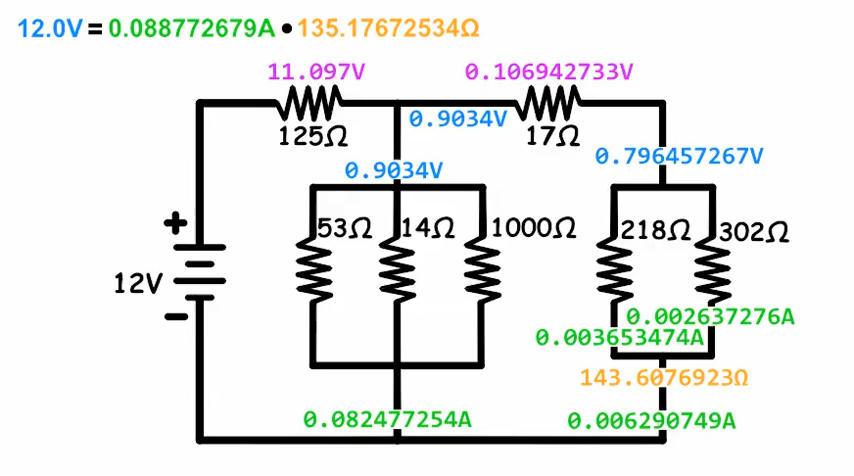 12.0V = 0.088772679A • 135.17672534Ω
11.097V
0.106942733V
125Ω
0.9034V
17Ω
0.9034V
0.796457267V
+
53Ω
14Ω
1000Ω
218Ω
302Ω
12V
-
0.002637276A
0.003653474A
143.6076923Ω
0.082477254A
0.006290749A